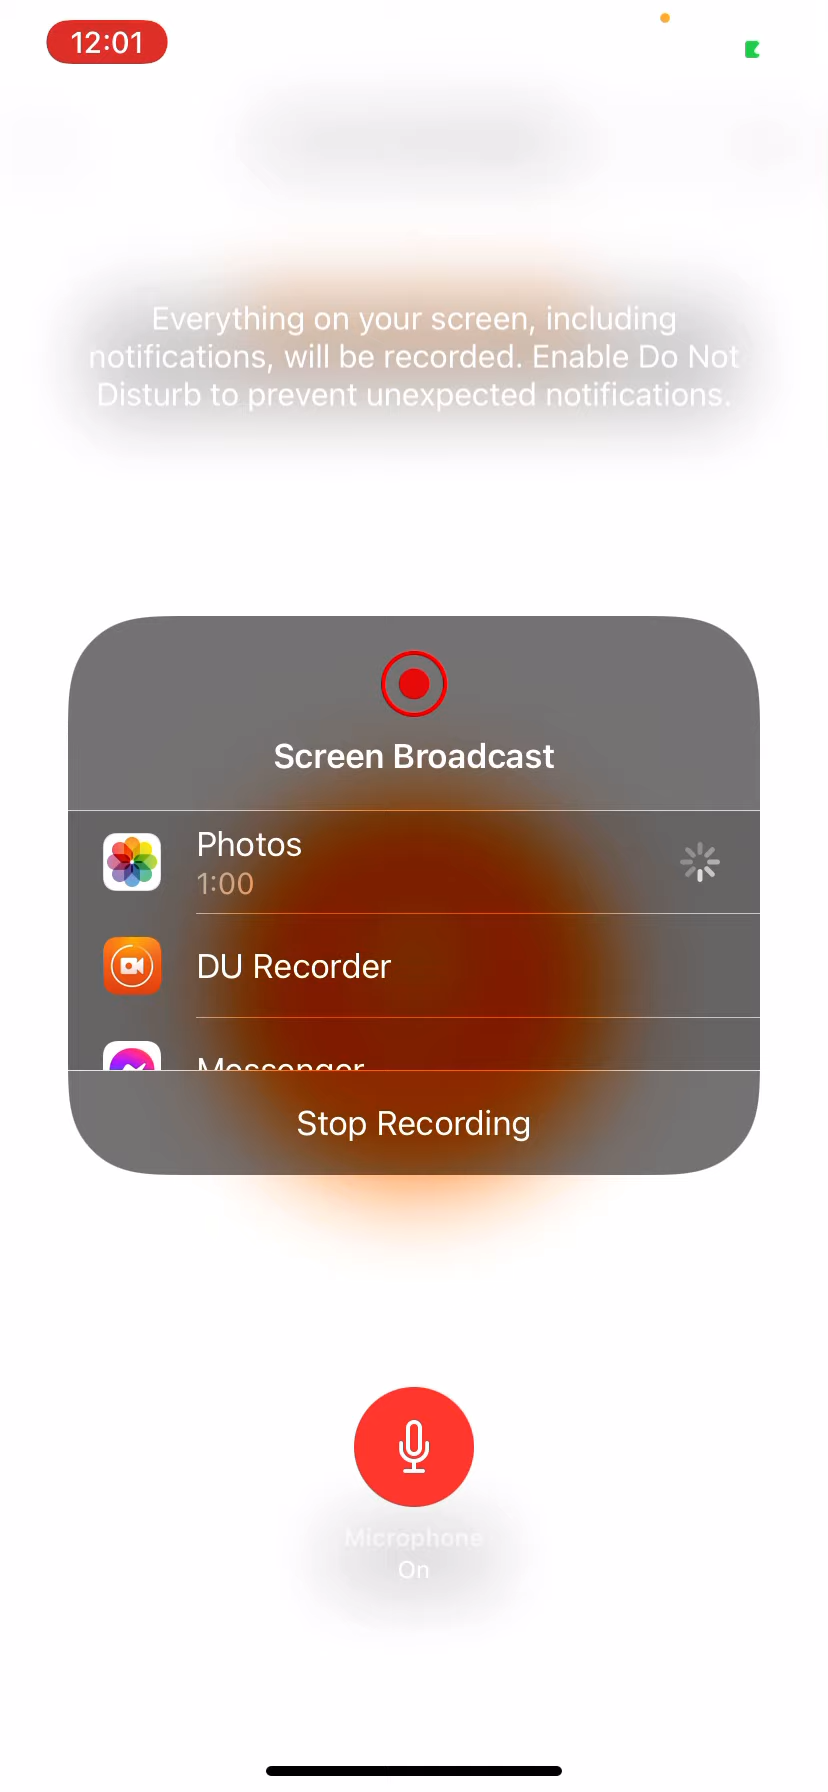 12:01
Everything on your screen, including
notifications, will be recorded. Enable Do Not
Disturb to prevent unexpected notifications.
Screen Broadcast
Photos
1:00
DU Recorder
Messenger
Stop Recording
Microphone
On